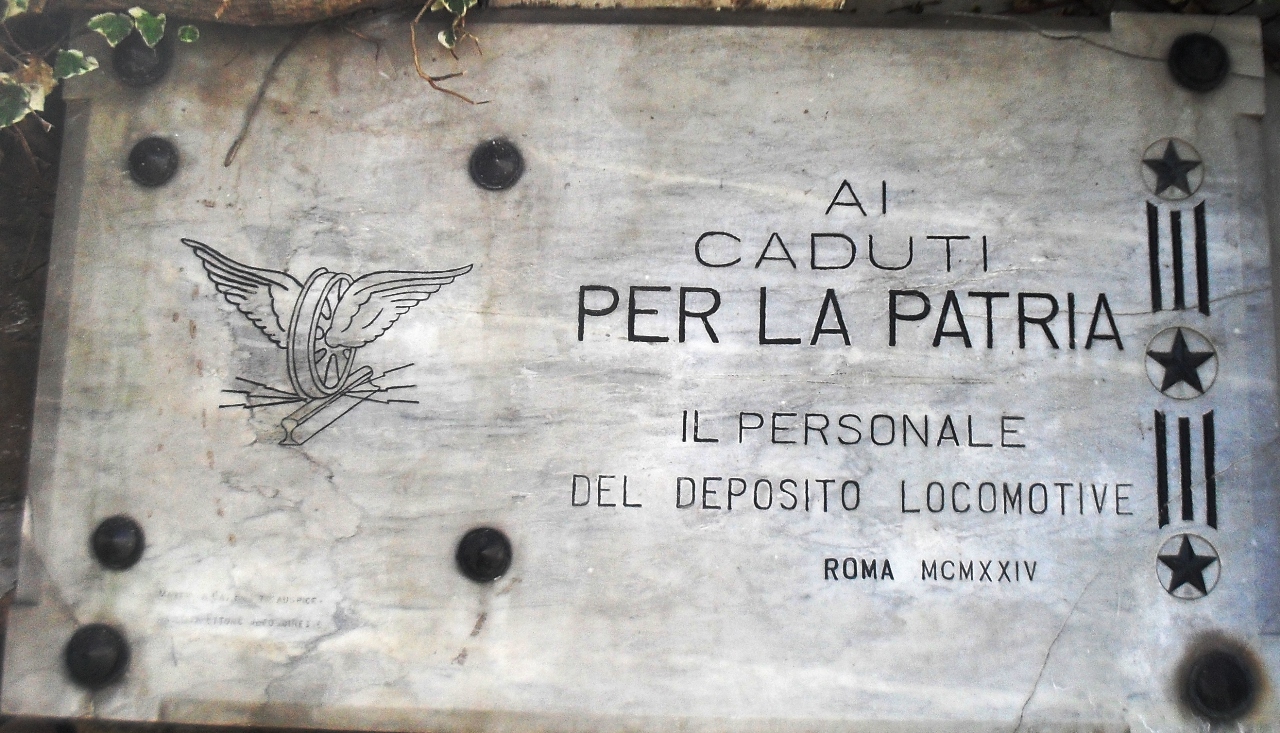 AI
CADUTI
PER LA PATRIA
IL PERSONALE
DEL DEPOSITO LOCOMOTIVE
ROMA MCMXXIV